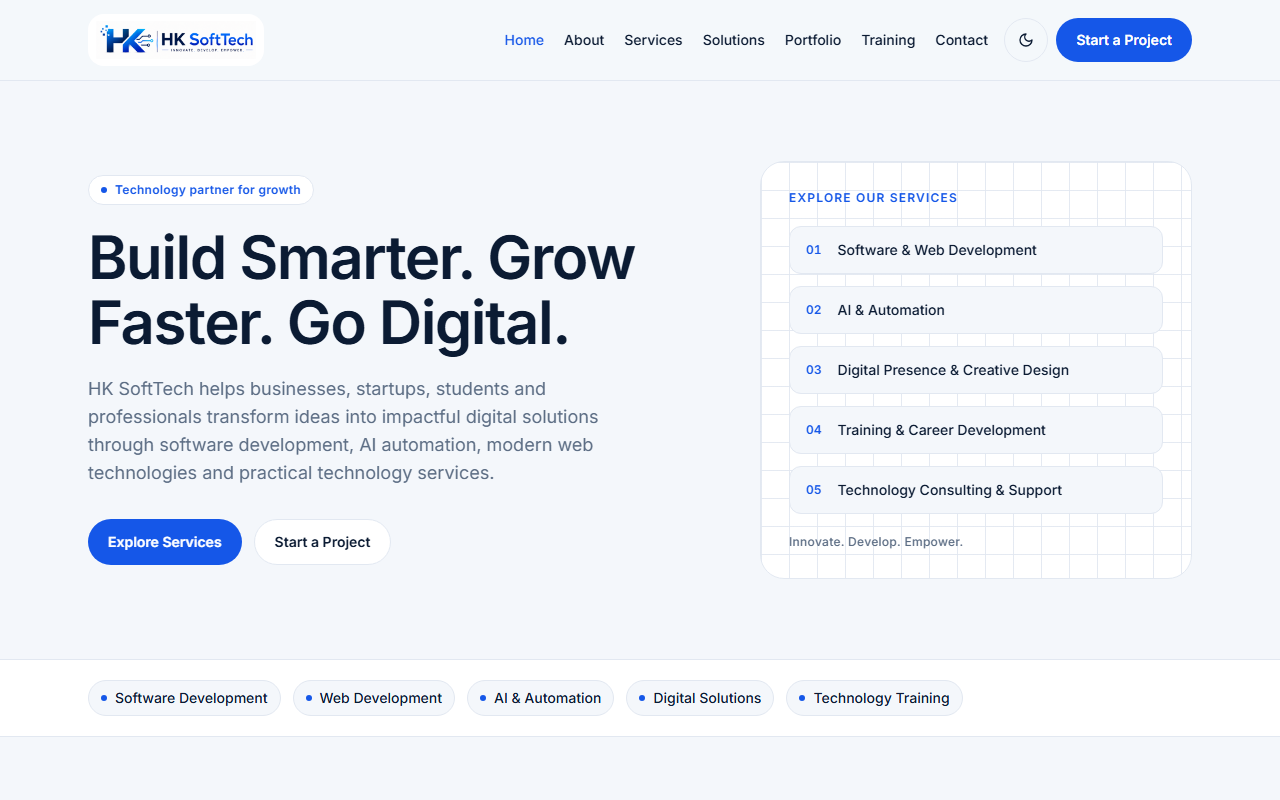 HK SoftTech
INNOVATE. DEVELOP. EMPOWER.
Home
About
Services
Solutions
Portfolio
Training
Contact
Start a Project
Technology partner for growth
Build Smarter. Grow
Faster. Go Digital.
HK SoftTech helps businesses, startups, students and
professionals transform ideas into impactful digital solutions
through software development, AI automation, modern web
technologies and practical technology services.
Explore Services
Start a Project
EXPLORE OUR SERVICES
01 Software & Web Development
02 AI & Automation
03 Digital Presence & Creative Design
04 Training & Career Development
05 Technology Consulting & Support
Innovate. Develop. Empower.
Software Development
Web Development
AI & Automation
Digital Solutions
Technology Training